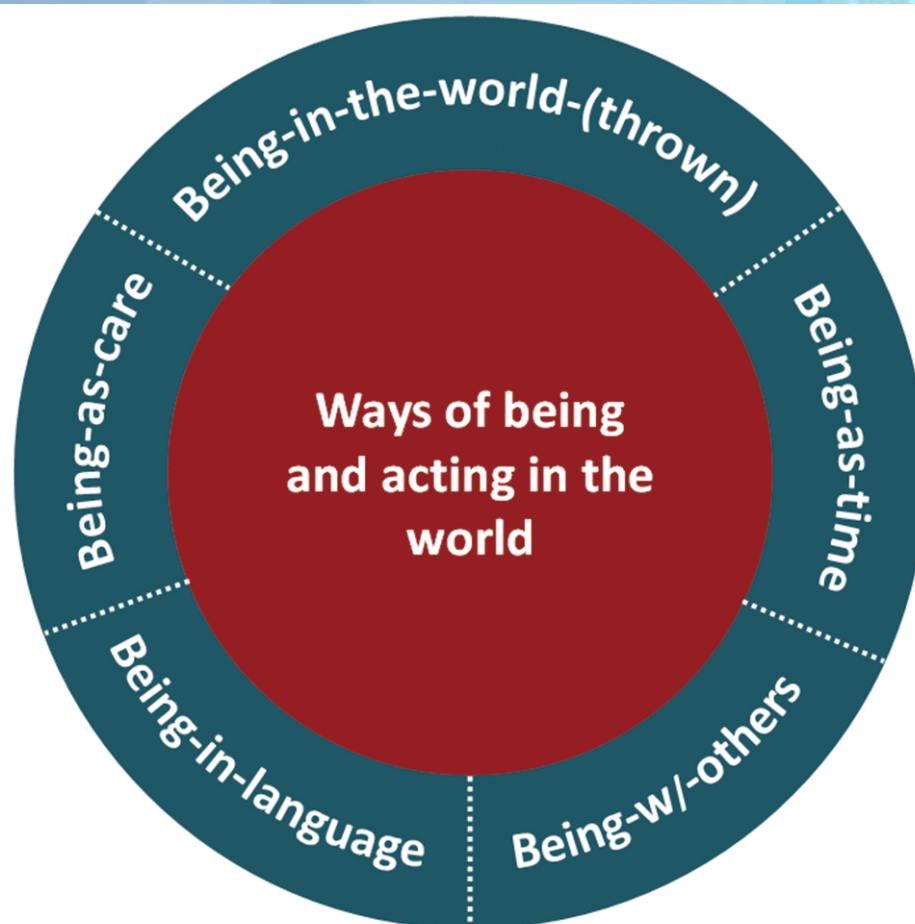 Being-in-the-world-(thrown)
Being-as-care
Being-as-time
Ways of being
and acting in the
world
Being-in-language
Being-w/-others